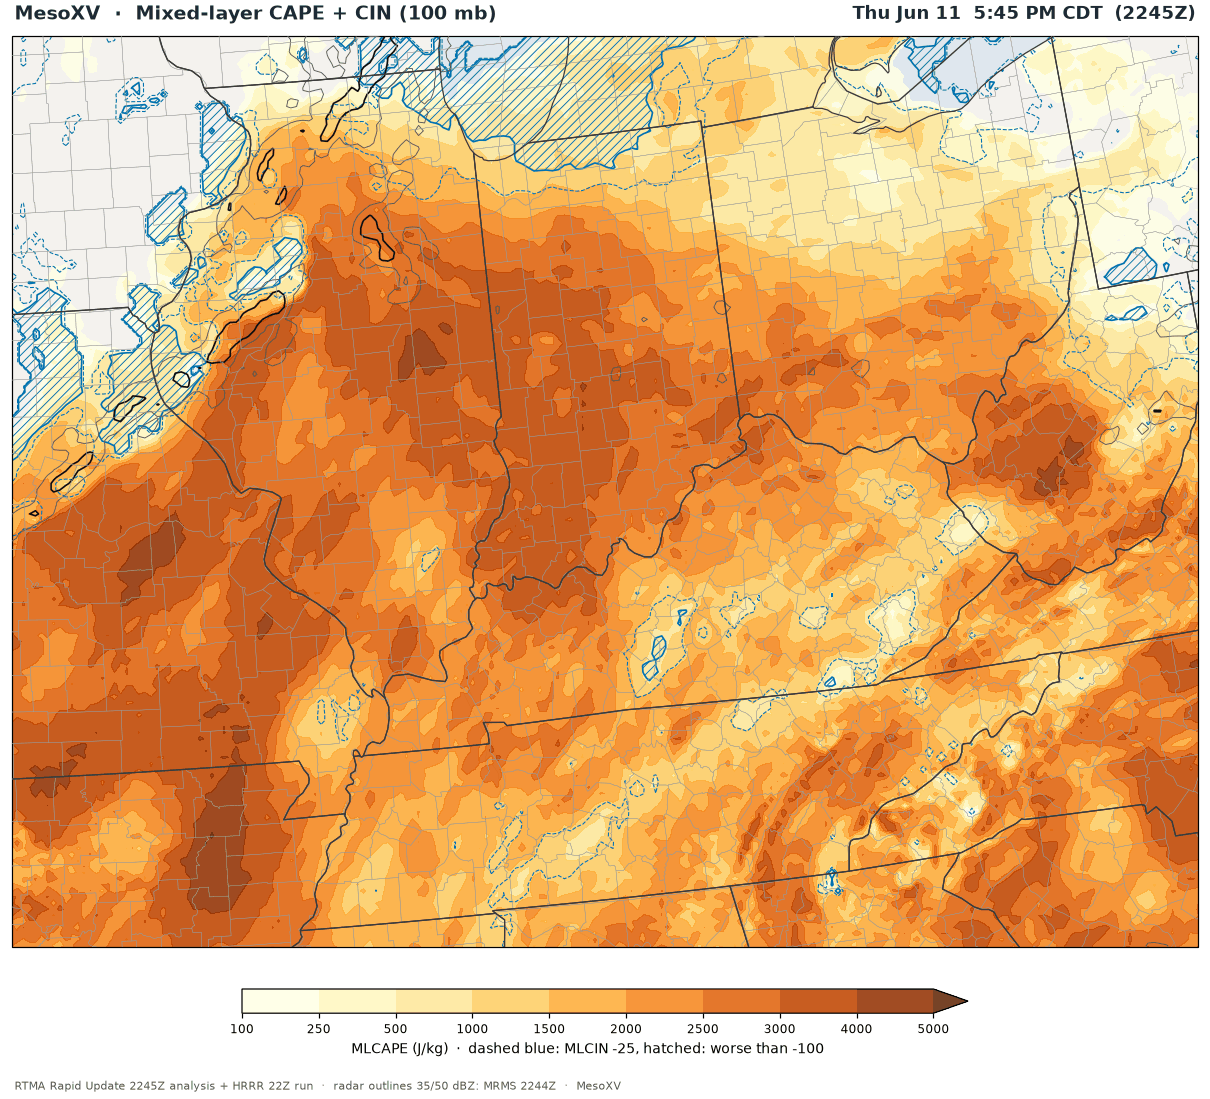 MesoXV · Mixed-layer CAPE + CIN (100 mb)
Thu Jun 11 5:45 PM CDT (2245Z)
100 250 500 1000 1500 2000 2500 3000 4000 5000
MLCAPE (J/kg) · dashed blue: MLCIN -25, hatched: worse than -100
RTMA Rapid Update 2245Z analysis + HRRR 22Z run · radar outlines 35/50 dBZ: MRMS 2244Z · MesoXV